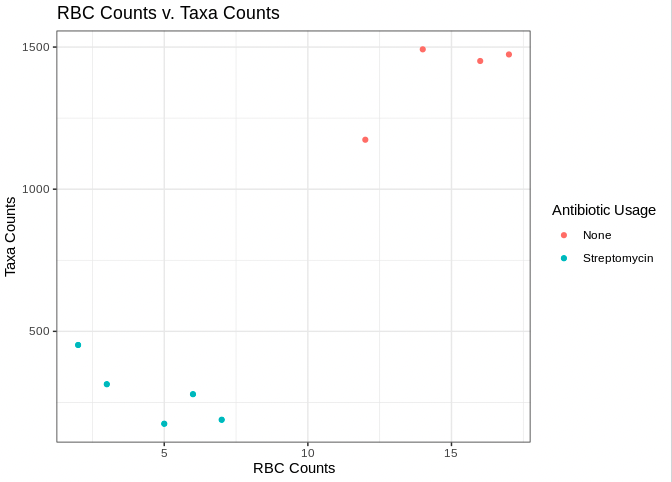 RBC Counts v. Taxa Counts
1500
1000
500
Taxa Counts
5 10 15
RBC Counts
Antibiotic Usage
None
Streptomycin